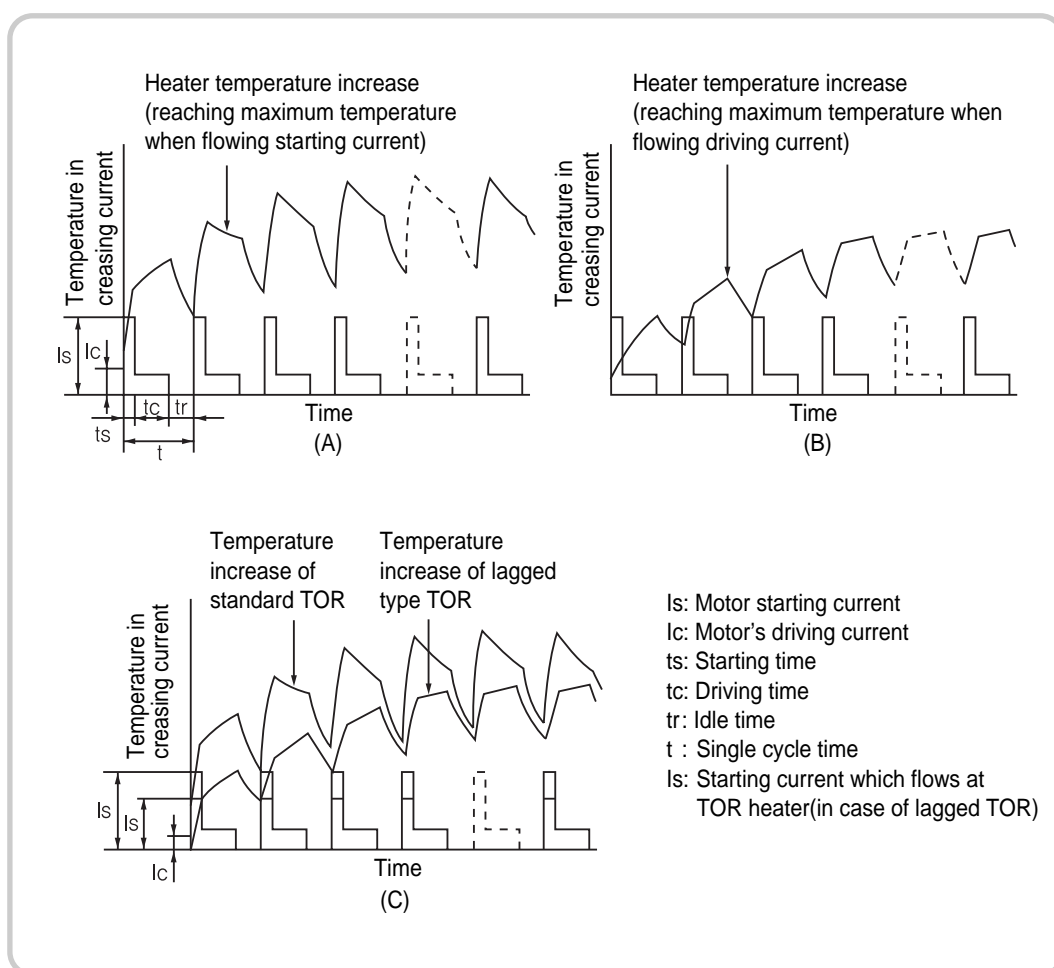 Heater temperature increase
(reaching maximum temperature
when flowing starting current)
Temperature in
creasing current
Is
Ic
ts
tc
tr
t
Time
(A)
Heater temperature increase
(reaching maximum temperature when
flowing driving current)
Temperature in
creasing current
Time
(B)
Temperature
increase of
standard TOR
Temperature
increase of lagged
type TOR
Temperature in
creasing current
Is
Is
Ic
Time
(C)
Is: Motor starting current
Ic: Motor's driving current
ts: Starting time
tc: Driving time
tr: Idle time
t : Single cycle time
Is: Starting current which flows at
TOR heater(in case of lagged TOR)